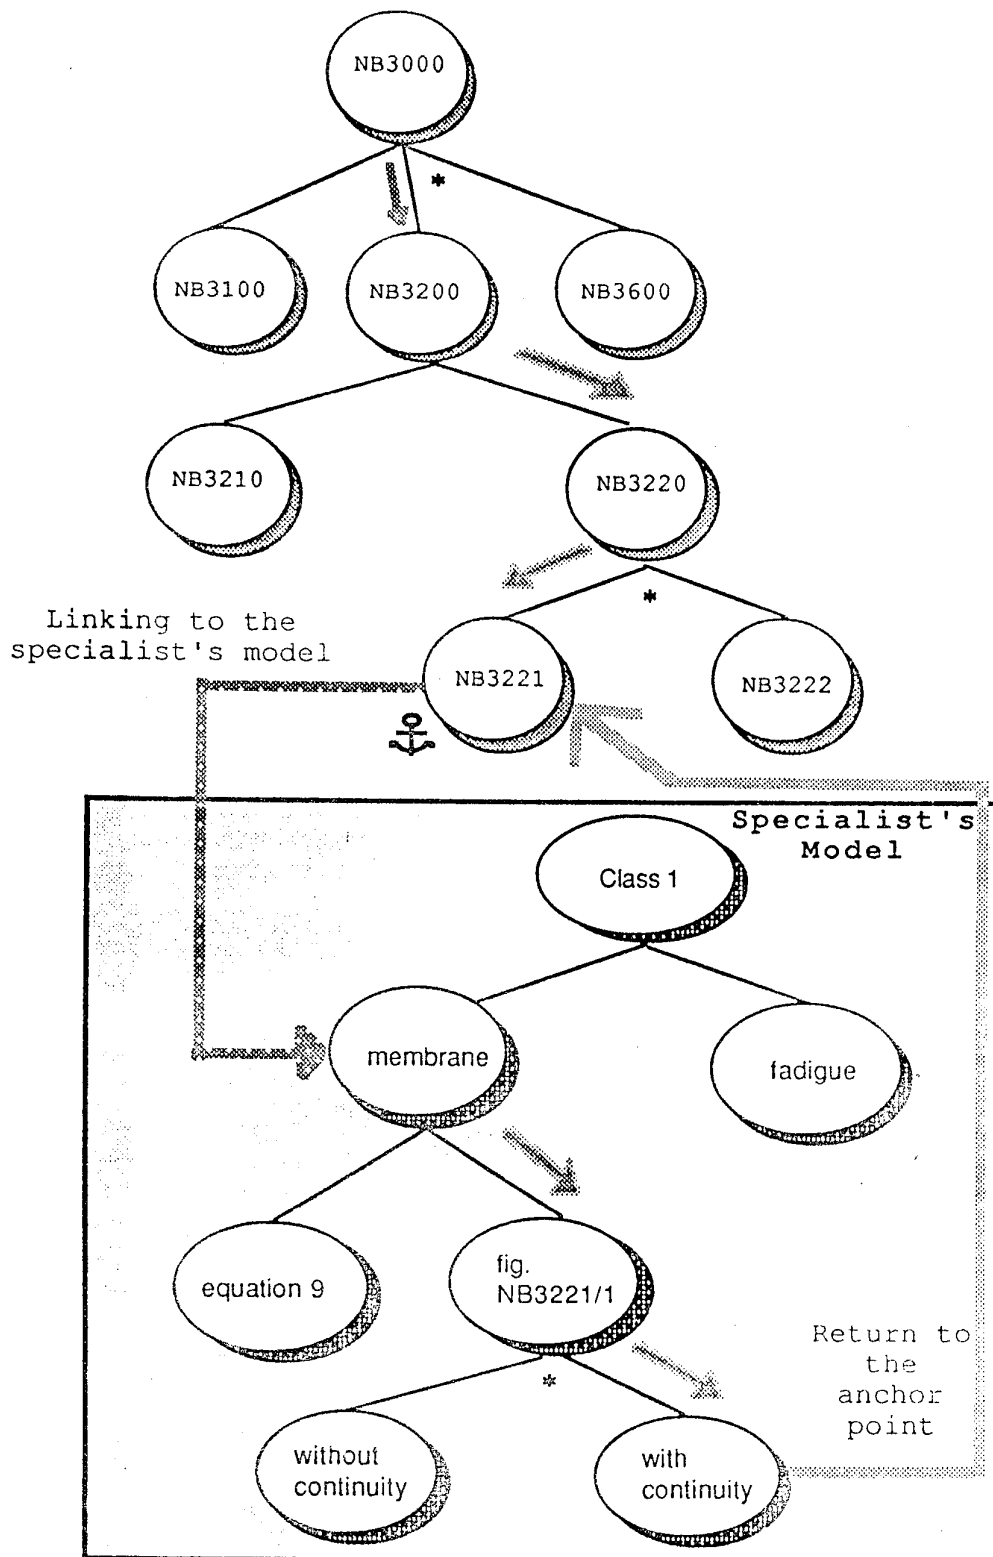 NB3000
*
NB3100
NB3200
NB3600
NB3210
NB3220
*
Linking to the
specialist's model
NB3221
NB3222
Specialist's
Model
Class 1
membrane
fadigue
equation 9
fig.
NB3221/1
Return to
the
anchor
point
*
without
continuity
with
continuity